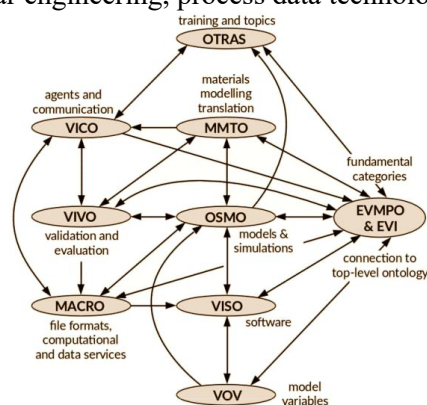 ar engineering, process data technolo
training and topics
OTRAS
materials
modelling
translation
agents and
communication
VICO
MMTO
fundamental
categories
VIVO
OSMO
EVMPO
& EVI
validation and
evaluation
models &
simulations
connection to
top-level ontology
MACRO
VISO
file formats,
computational
and data services
software
VOV
model
variables